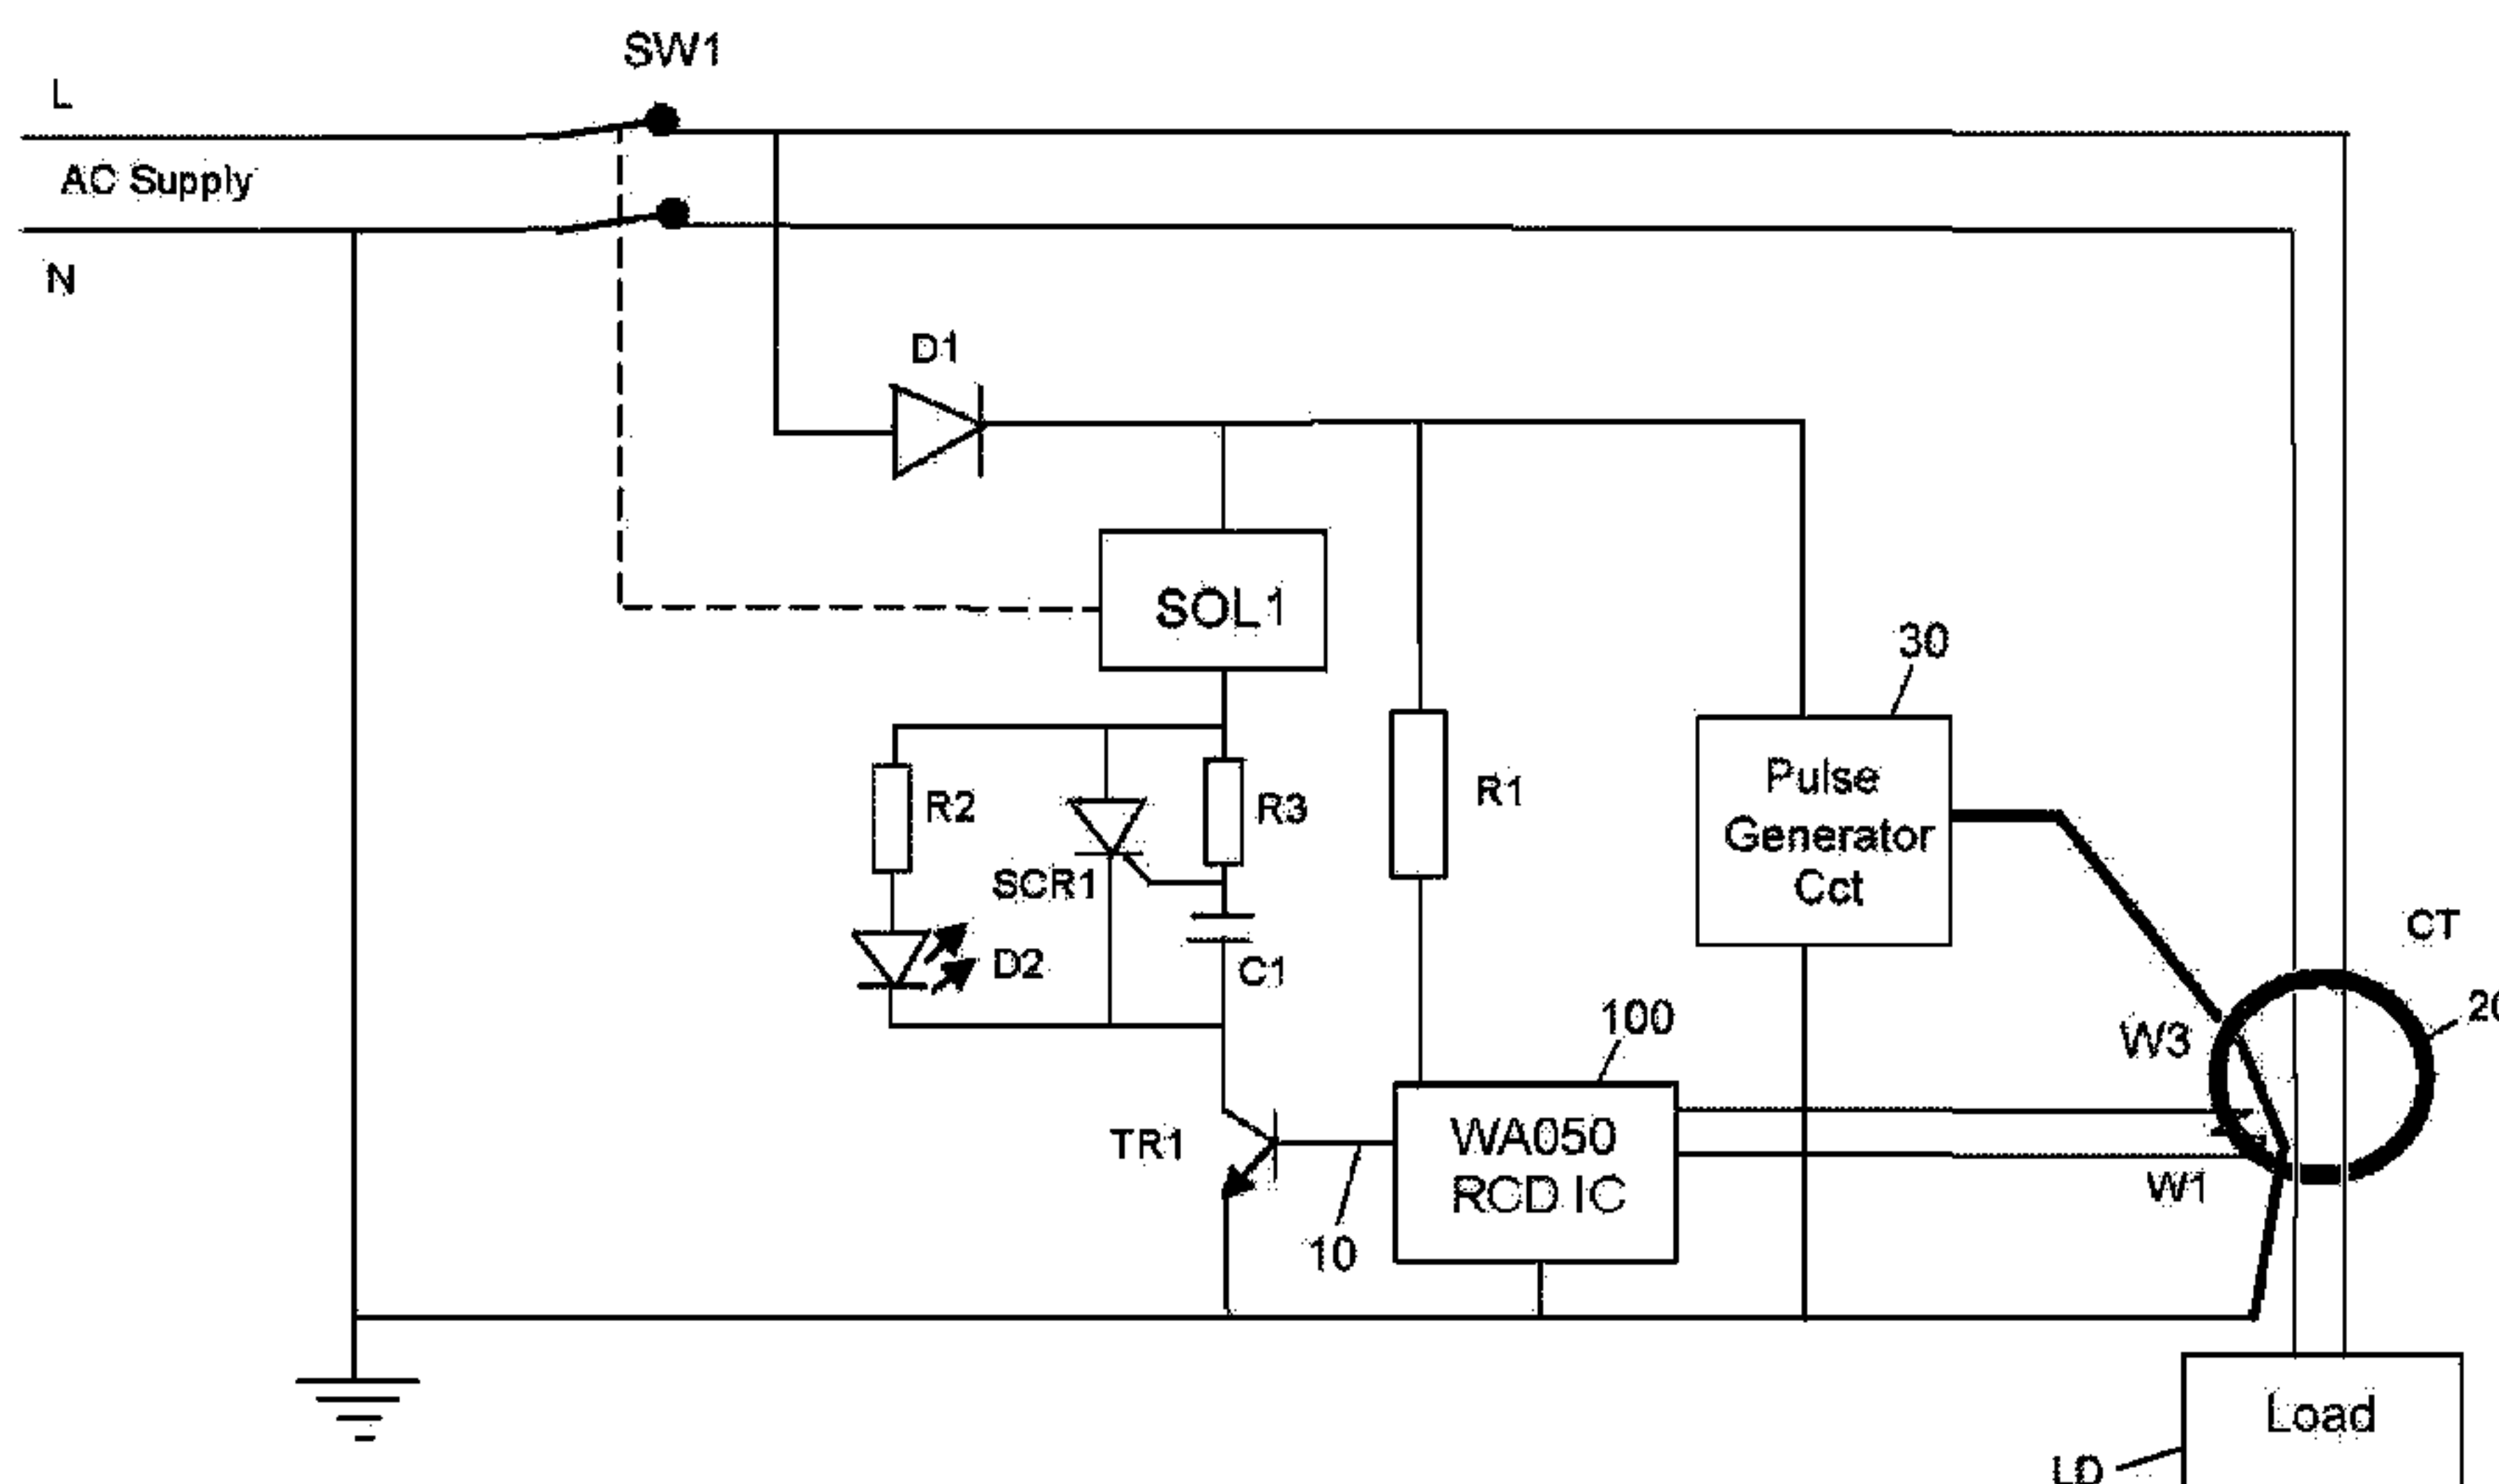 SW1
L
AC Supply
N
D1
SOL1
30
Pulse
Generator
Cct
R2
R3
R1
SCR1
CT
D2
C1
100
W3
TR1
WA050
RCD IC
W1
10
Load
LD